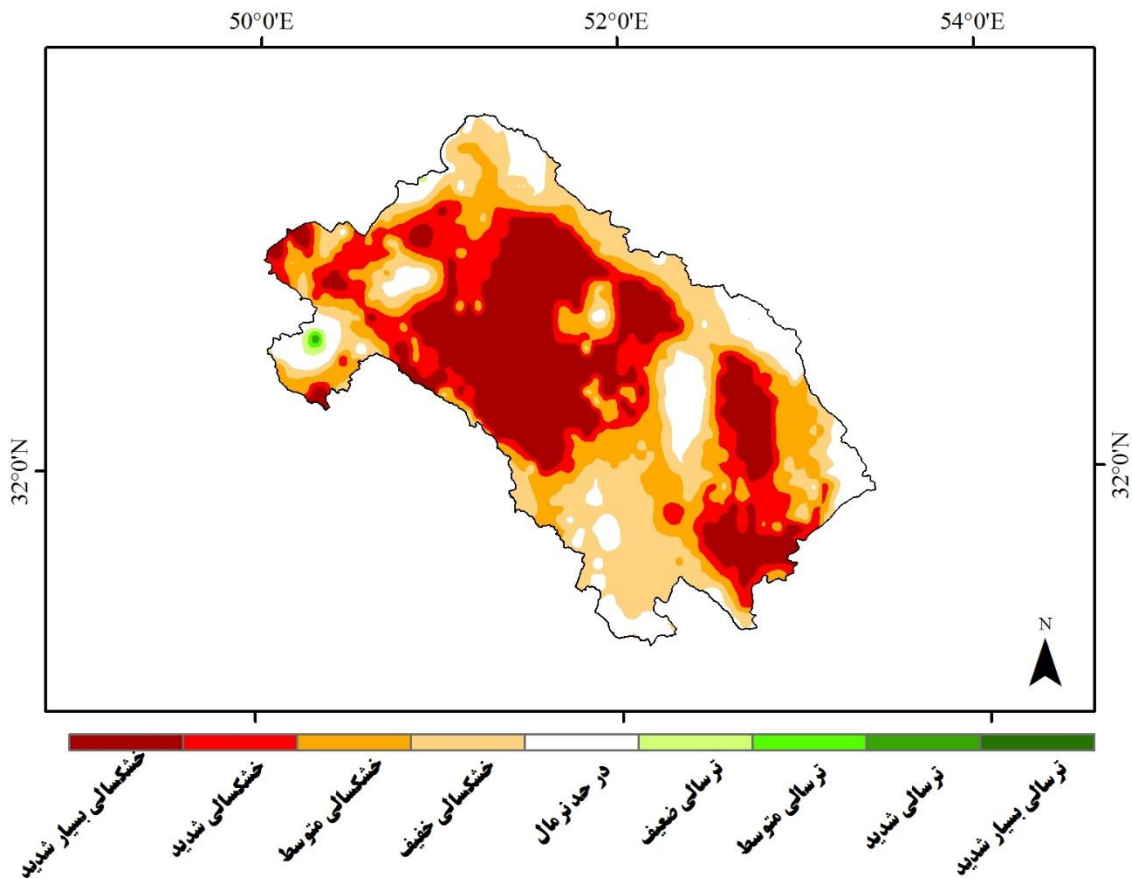 50°0'E
52°0'E
54°0'E
32°0'N
32°0'N
N
خشکسالی بسیار شدید
خشکسالی شدید
خشکسالی متوسط
خشکسالی خفیف
در حد نرمال
ترسالی ضعیف
ترسالی متوسط
ترسالی شدید
ترسالی بسیار شدید